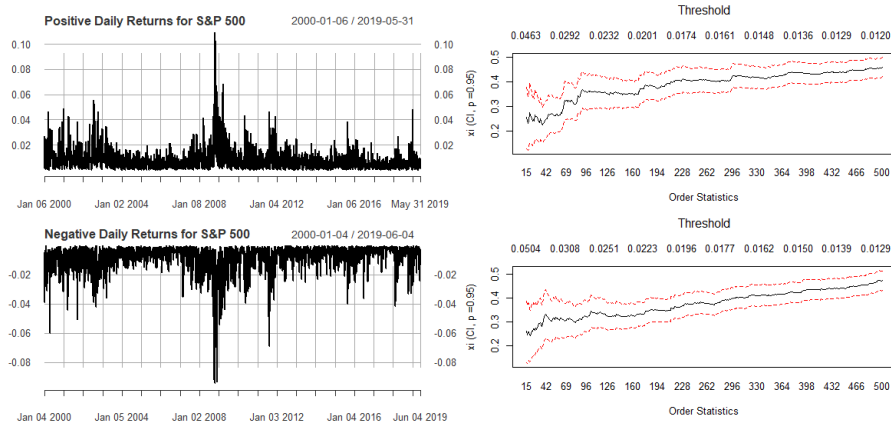 Positive Daily Returns for S&P 500 2000-01-06 / 2019-05-31
0.10 0.10
0.08 0.08
0.06 0.06
0.04 0.04
0.02 0.02
Jan 06 2000 Jan 02 2004 Jan 02 2008 Jan 04 2012 Jan 06 2016 May 31 2019
Threshold
0.0463 0.0292 0.0232 0.0201 0.0174 0.0161 0.0148 0.0136 0.0129 0.0120
xi (CI, p =0.95)
0.5
0.4
0.3
0.2
15 42 69 96 126 160 194 228 262 296 330 364 398 432 466 500
Order Statistics
Negative Daily Returns for S&P 500 2000-01-04 / 2019-06-04
-0.02 -0.02
-0.04 -0.04
-0.06 -0.06
-0.08 -0.08
Jan 04 2000 Jan 05 2004 Jan 02 2008 Jan 03 2012 Jan 04 2016 Jun 04 2019
Threshold
0.0504 0.0308 0.0251 0.0223 0.0196 0.0177 0.0162 0.0150 0.0139 0.0129
xi (CI, p =0.95)
0.5
0.4
0.3
0.2
15 42 69 96 126 160 194 228 262 296 330 364 398 432 466 500
Order Statistics